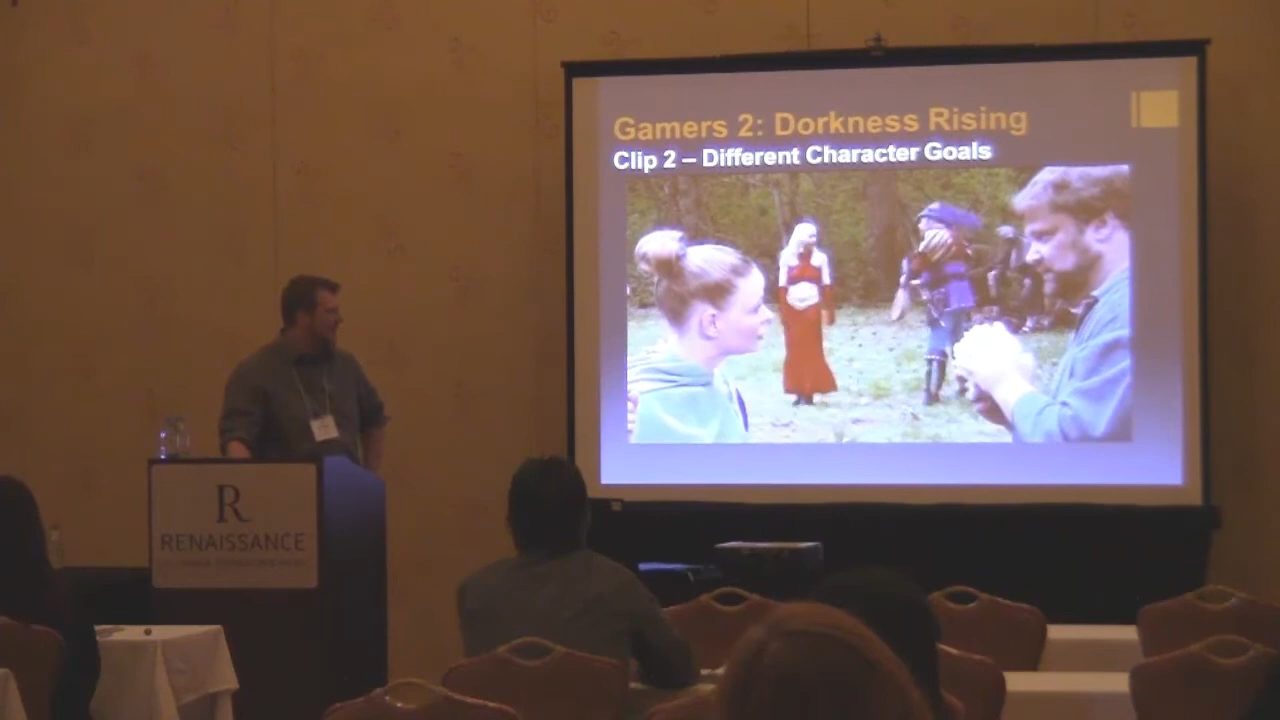 Gamers 2: Dorkness Rising
Clip 2 – Different Character Goals
R
RENAISSANCE